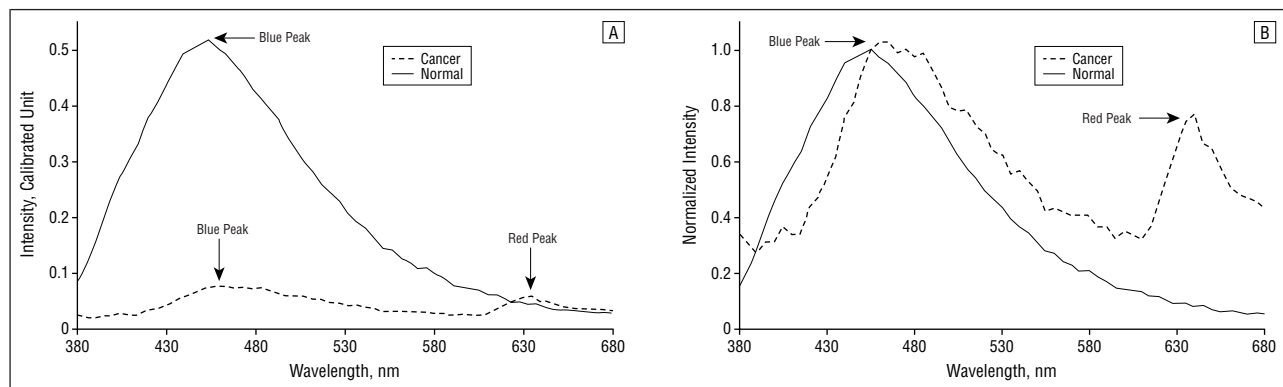 A
Blue Peak
Cancer
Normal
Blue Peak
Red Peak
0.5
0.4
0.3
0.2
0.1
0
Intensity, Calibrated Unit
380
430
480
530
580
630
680
Wavelength, nm
B
Blue Peak
Cancer
Normal
Red Peak
1.0
0.8
0.6
0.4
0.2
0.0
Normalized Intensity
380
430
480
530
580
630
680
Wavelength, nm